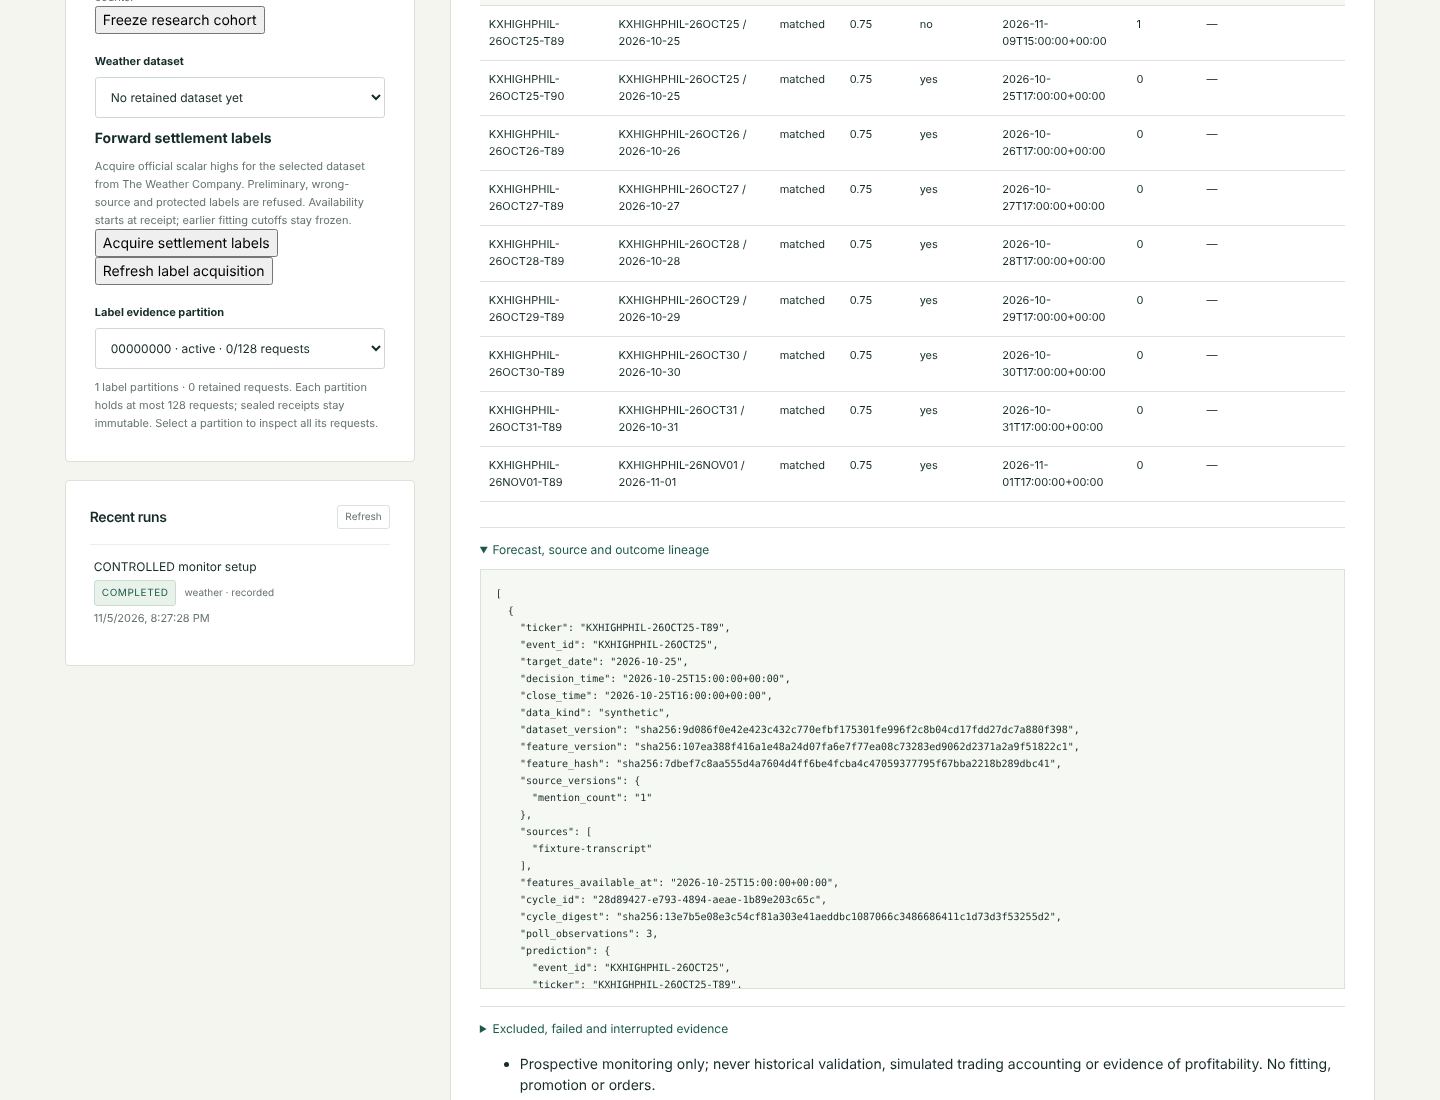 Freeze research cohort
Weather dataset
No retained dataset yet
Forward settlement labels
Acquire official scalar highs for the selected dataset
from The Weather Company. Preliminary, wrong-
source and protected labels are refused. Availability
starts at receipt; earlier fitting cutoffs stay frozen.
Acquire settlement labels
Refresh label acquisition
Label evidence partition
00000000 · active · 0/128 requests
1 label partitions · 0 retained requests. Each partition
holds at most 128 requests; sealed receipts stay
immutable. Select a partition to inspect all its requests.
Recent runs
Refresh
CONTROLLED monitor setup
COMPLETED weather · recorded
11/5/2026, 8:27:28 PM
KXHIGHPHIL- KXHIGHPHIL-26OCT25 / matched 0.75 no 2026-11- 1 —
26OCT25-T89 2026-10-25 09T15:00:00+00:00
KXHIGHPHIL- KXHIGHPHIL-26OCT25 / matched 0.75 yes 2026-10- 0 —
26OCT25-T90 2026-10-25 25T17:00:00+00:00
KXHIGHPHIL- KXHIGHPHIL-26OCT26 / matched 0.75 yes 2026-10- 0 —
26OCT26-T89 2026-10-26 26T17:00:00+00:00
KXHIGHPHIL- KXHIGHPHIL-26OCT27 / matched 0.75 yes 2026-10- 0 —
26OCT27-T89 2026-10-27 27T17:00:00+00:00
KXHIGHPHIL- KXHIGHPHIL-26OCT28 / matched 0.75 yes 2026-10- 0 —
26OCT28-T89 2026-10-28 28T17:00:00+00:00
KXHIGHPHIL- KXHIGHPHIL-26OCT29 / matched 0.75 yes 2026-10- 0 —
26OCT29-T89 2026-10-29 29T17:00:00+00:00
KXHIGHPHIL- KXHIGHPHIL-26OCT30 / matched 0.75 yes 2026-10- 0 —
26OCT30-T89 2026-10-30 30T17:00:00+00:00
KXHIGHPHIL- KXHIGHPHIL-26OCT31 / matched 0.75 yes 2026-10- 0 —
26OCT31-T89 2026-10-31 31T17:00:00+00:00
KXHIGHPHIL- KXHIGHPHIL-26NOV01 / matched 0.75 yes 2026-11- 0 —
26NOV01-T89 2026-11-01 01T17:00:00+00:00
Forecast, source and outcome lineage
[
{
"ticker": "KXHIGHPHIL-26OCT25-T89",
"event_id": "KXHIGHPHIL-26OCT25",
"target_date": "2026-10-25",
"decision_time": "2026-10-25T15:00:00+00:00",
"close_time": "2026-10-25T16:00:00+00:00",
"data_kind": "synthetic",
"dataset_version": "sha256:9d086f0e42e423c432c770efbf175301fe996f2c8b04cd17fdd27dc7a880f398",
"feature_version": "sha256:107ea388f416a1e48a24d07fa6e7f77ea08c73283ed9062d2371a2a9f51822c1",
"feature_hash": "sha256:7dbef7c8aa555d4a7604d4ff6be4fcba4c47059377795f67bba2218b289dbc41",
"source_versions": {
"mention_count": "1"
},
"sources": [
"fixture-transcript"
],
"features_available_at": "2026-10-25T15:00:00+00:00",
"cycle_id": "28d89427-e793-4894-aeae-1b89e203c65c",
"cycle_digest": "sha256:13e7b5e08e3c54cf81a303e41aeddbc1087066c3486686411c1d73d3f53255d2",
"poll_observations": 3,
"prediction": {
"event_id": "KXHIGHPHIL-26OCT25",
"ticker": "KXHIGHPHIL-26OCT25-T89",
Excluded, failed and interrupted evidence
• Prospective monitoring only; never historical validation, simulated trading accounting or evidence of profitability. No fitting,
promotion or orders.